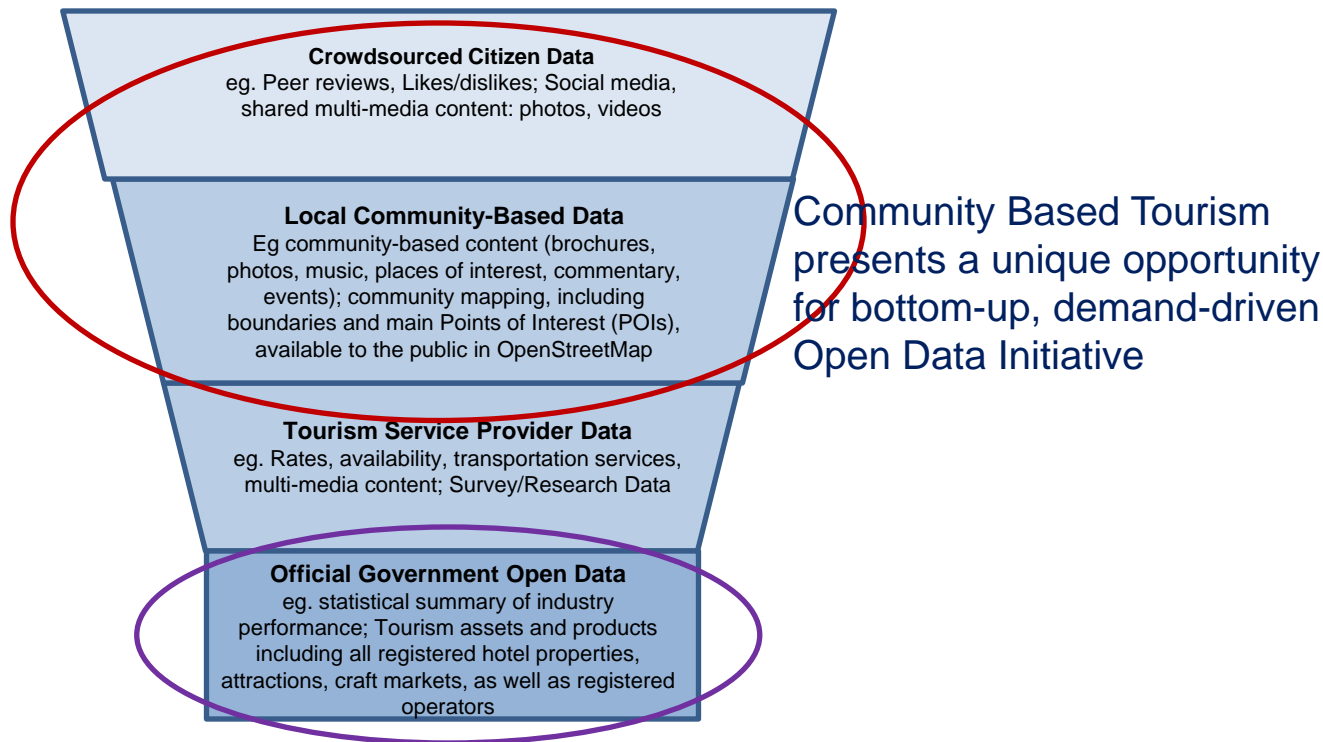 Crowdsourced Citizen Data
eg. Peer reviews, Likes/dislikes; Social media,
shared multi-media content: photos, videos
Local Community-Based Data
Eg community-based content (brochures,
photos, music, places of interest, commentary,
events); community mapping, including
boundaries and main Points of Interest (POIs),
available to the public in OpenStreetMap
Tourism Service Provider Data
eg. Rates, availability, transportation services,
multi-media content; Survey/Research Data
Official Government Open Data
eg. statistical summary of industry
performance; Tourism assets and products
including all registered hotel properties,
attractions, craft markets, as well as registered
operators
Community Based Tourism
presents a unique opportunity
for bottom-up, demand-driven
Open Data Initiative